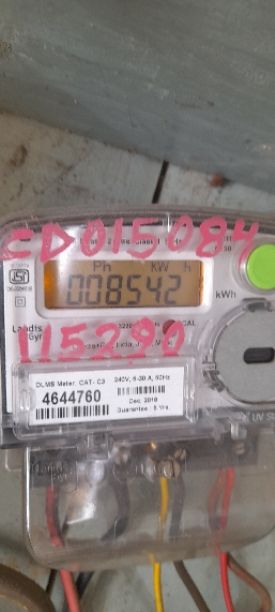 CD015084
Ph KW h
008542
kWh
115290
DLMS Meter, CAT- C3 240V, 5-30 A, 50Hz
4644760
Dec, 2019
Guarantee : 5 Yrs.